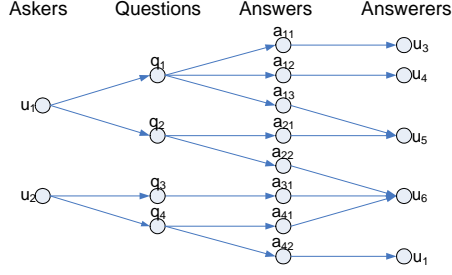 Askers Questions Answers Answerers
a11 u3
q1 a12 u4
a13
u1
q2 a21 u5
a22
u2 q3 a31 u6
q4 a41
a42 u1